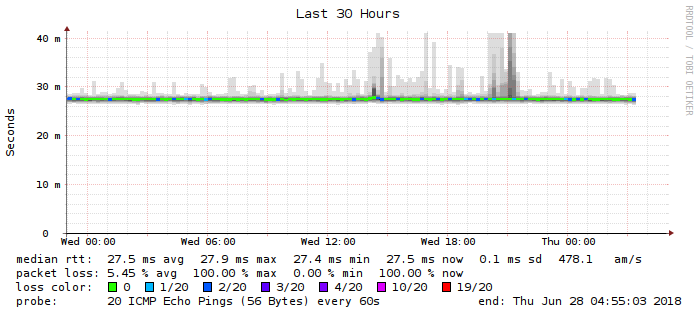 Last 30 Hours
RRDTOOL / TOBI OETIKER
Seconds
40 m
30 m
20 m
10 m
0
Wed 00:00 Wed 06:00 Wed 12:00 Wed 18:00 Thu 00:00
median rtt: 27.5 ms avg 27.9 ms max 27.4 ms min 27.5 ms now 0.1 ms sd 478.1 am/s
packet loss: 5.45 % avg 100.00 % max 0.00 % min 100.00 % now
loss color: 0 1/20 2/20 3/20 4/20 10/20 19/20
probe: 20 ICMP Echo Pings (56 Bytes) every 60s end: Thu Jun 28 04:55:03 2018